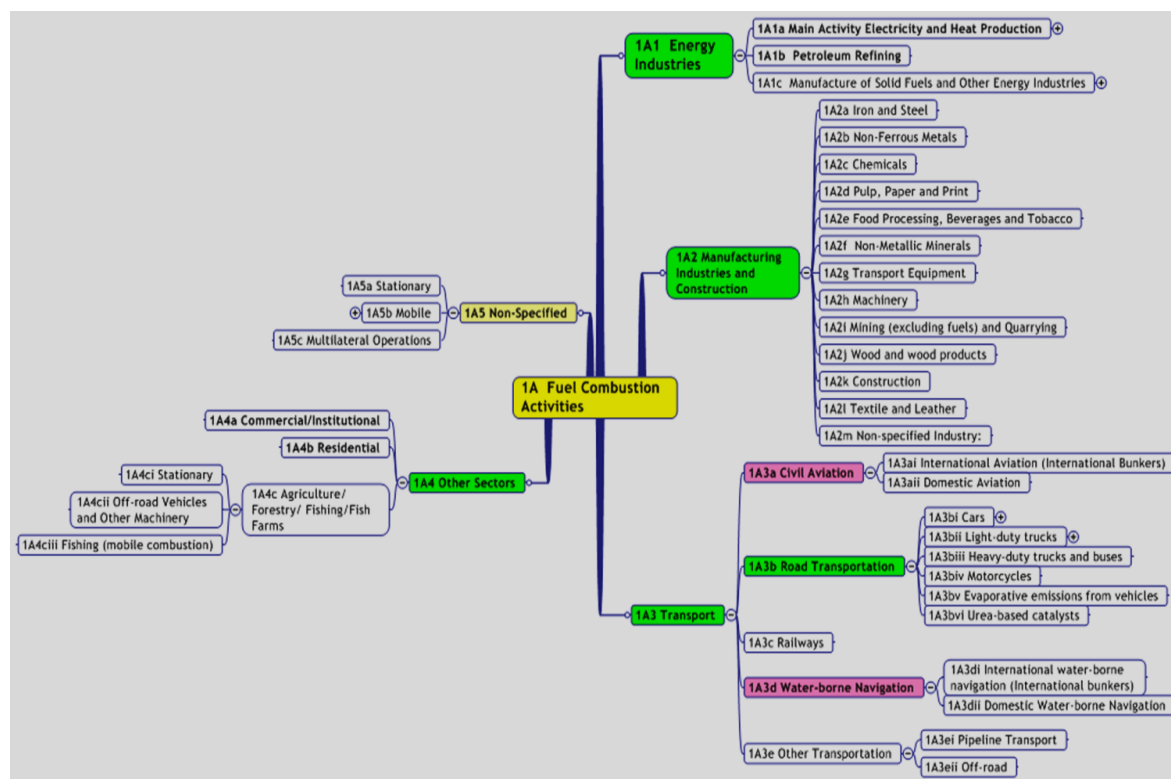 1A Fuel Combustion
Activities
1A1 Energy
Industries
1A1a Main Activity Electricity and Heat Production
1A1b Petroleum Refining
1A1c Manufacture of Solid Fuels and Other Energy Industries
1A2 Manufacturing
Industries and
Construction
1A2a Iron and Steel
1A2b Non-Ferrous Metals
1A2c Chemicals
1A2d Pulp, Paper and Print
1A2e Food Processing, Beverages and Tobacco
1A2f Non-Metallic Minerals
1A2g Transport Equipment
1A2h Machinery
1A2i Mining (excluding fuels) and Quarrying
1A2j Wood and wood products
1A2k Construction
1A2l Textile and Leather
1A2m Non-specified Industry:
1A3 Transport
1A3a Civil Aviation
1A3ai International Aviation (International Bunkers)
1A3aii Domestic Aviation
1A3b Road Transportation
1A3bi Cars
1A3bii Light-duty trucks
1A3biii Heavy-duty trucks and buses
1A3biv Motorcycles
1A3bv Evaporative emissions from vehicles
1A3bvi Urea-based catalysts
1A3c Railways
1A3d Water-borne Navigation
1A3di International water-borne
navigation (International bunkers)
1A3dii Domestic Water-borne Navigation
1A3e Other Transportation
1A3ei Pipeline Transport
1A3eii Off-road
1A4 Other Sectors
1A4a Commercial/Institutional
1A4b Residential
1A4c Agriculture/
Forestry/ Fishing/Fish
Farms
1A4ci Stationary
1A4cii Off-road Vehicles
and Other Machinery
1A4ciii Fishing (mobile combustion)
1A5 Non-Specified
1A5a Stationary
1A5b Mobile
1A5c Multilateral Operations